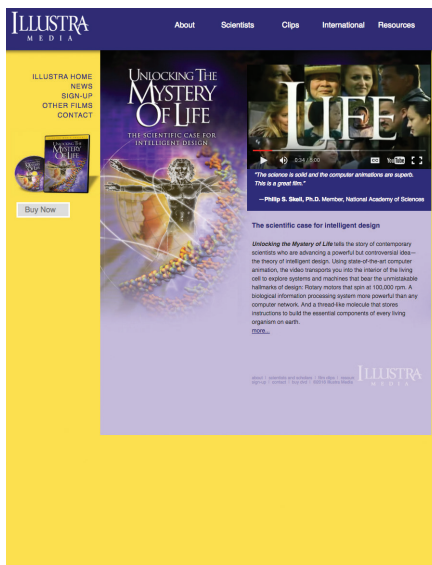 ILLUSTRA
MEDIA
About Scientists Clips International Resources
ILLUSTRA HOME
NEWS
SIGN-UP
OTHER FILMS
CONTACT
UNLOCKING THE
MYSTERY
OF LIFE
Buy Now
UNLOCKING THE
MYSTERY
OF LIFE
THE SCIENTIFIC CASE FOR
INTELLIGENT DESIGN
LIFE
YouTube
"The science is solid and the computer animations are superb.
This is a great film."
—Philip S. Skell, Ph.D. Member, National Academy of Sciences
The scientific case for intelligent design
Unlocking the Mystery of Life tells the story of contemporary
scientists who are advancing a powerful but controversial idea—
the theory of intelligent design. Using state-of-the-art computer
animation, the video transports you into the interior of the living
cell to explore systems and machines that bear the unmistakable
hallmarks of design: Rotary motors that spin at 100,000 rpm. A
biological information processing system more powerful than any
computer network. And a thread-like molecule that stores
instructions to build the essential components of every living
organism on earth.
more...
ILLUSTRA
MEDIA